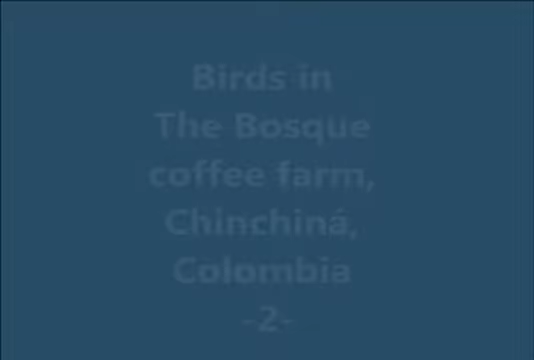 Birds in
The Bosque
coffee farm,
Chinchiná,
Colombia
-2-